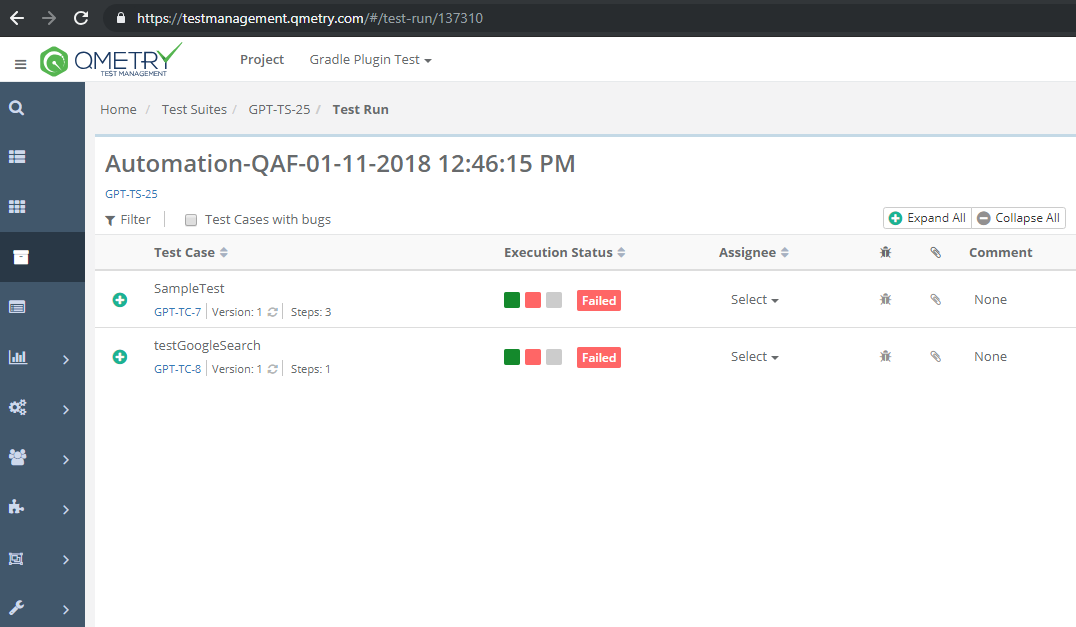 https://testmanagement.qmetry.com/#/test-run/137310
QMETRY
TEST MANAGEMENT
Project Gradle Plugin Test
Home / Test Suites / GPT-TS-25 / Test Run
Automation-QAF-01-11-2018 12:46:15 PM
GPT-TS-25
Filter Test Cases with bugs Expand All Collapse All
Test Case Execution Status Assignee Comment
SampleTest
GPT-TC-7 Version: 1 Steps: 3 Failed Select None
testGoogleSearch
GPT-TC-8 Version: 1 Steps: 1 Failed Select None